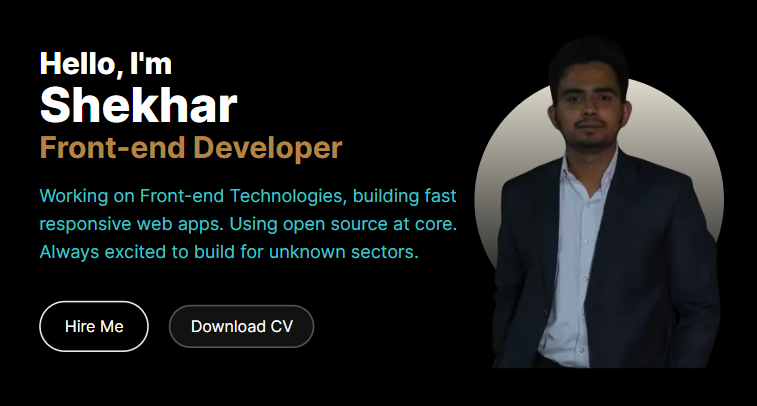 Hello, I'm
Shekhar
Front-end Developer
Working on Front-end Technologies, building fast
responsive web apps. Using open source at core.
Always excited to build for unknown sectors.
Hire Me
Download CV